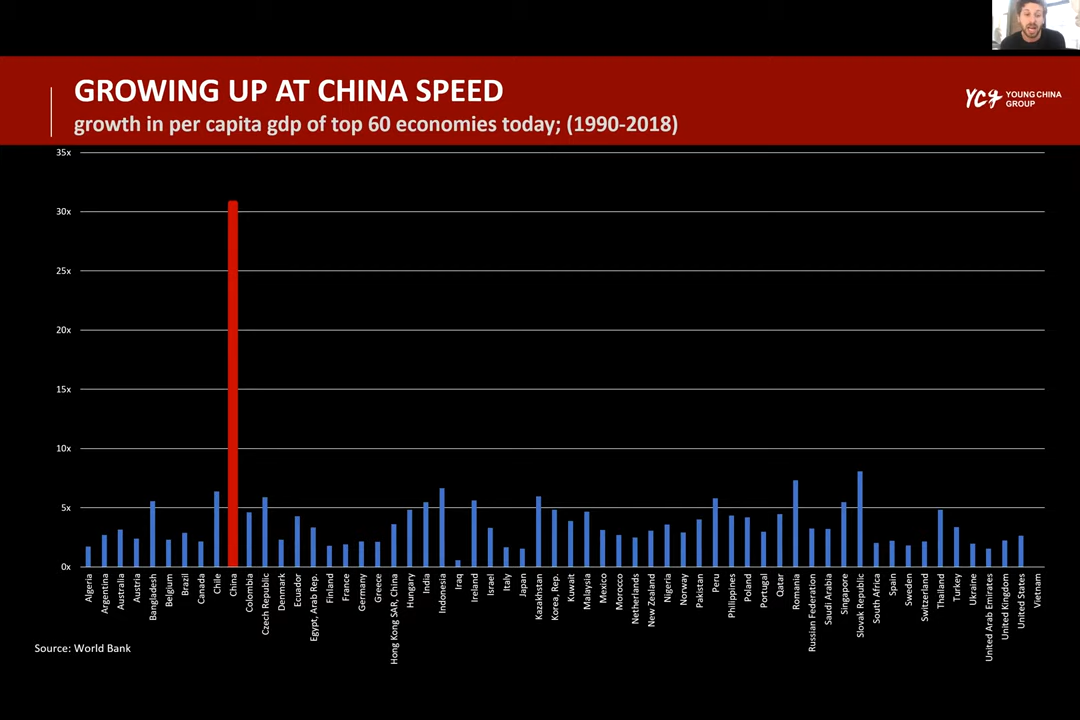 GROWING UP AT CHINA SPEED
growth in per capita gdp of top 60 economies today; (1990-2018)
YCG YOUNG CHINA
GROUP
35x
30x
25x
20x
15x
10x
5x
0x
Algeria
Argentina
Australia
Austria
Bangladesh
Belgium
Brazil
Canada
Chile
China
Colombia
Czech Republic
Denmark
Ecuador
Egypt, Arab Rep.
Finland
France
Germany
Greece
Hong Kong SAR, China
Hungary
India
Indonesia
Iraq
Ireland
Israel
Italy
Japan
Kazakhstan
Korea, Rep.
Kuwait
Malaysia
Mexico
Morocco
Netherlands
New Zealand
Nigeria
Norway
Pakistan
Peru
Philippines
Poland
Portugal
Qatar
Romania
Russian Federation
Saudi Arabia
Singapore
Slovak Republic
South Africa
Spain
Sweden
Switzerland
Thailand
Turkey
Ukraine
United Arab Emirates
United Kingdom
United States
Vietnam
Source: World Bank